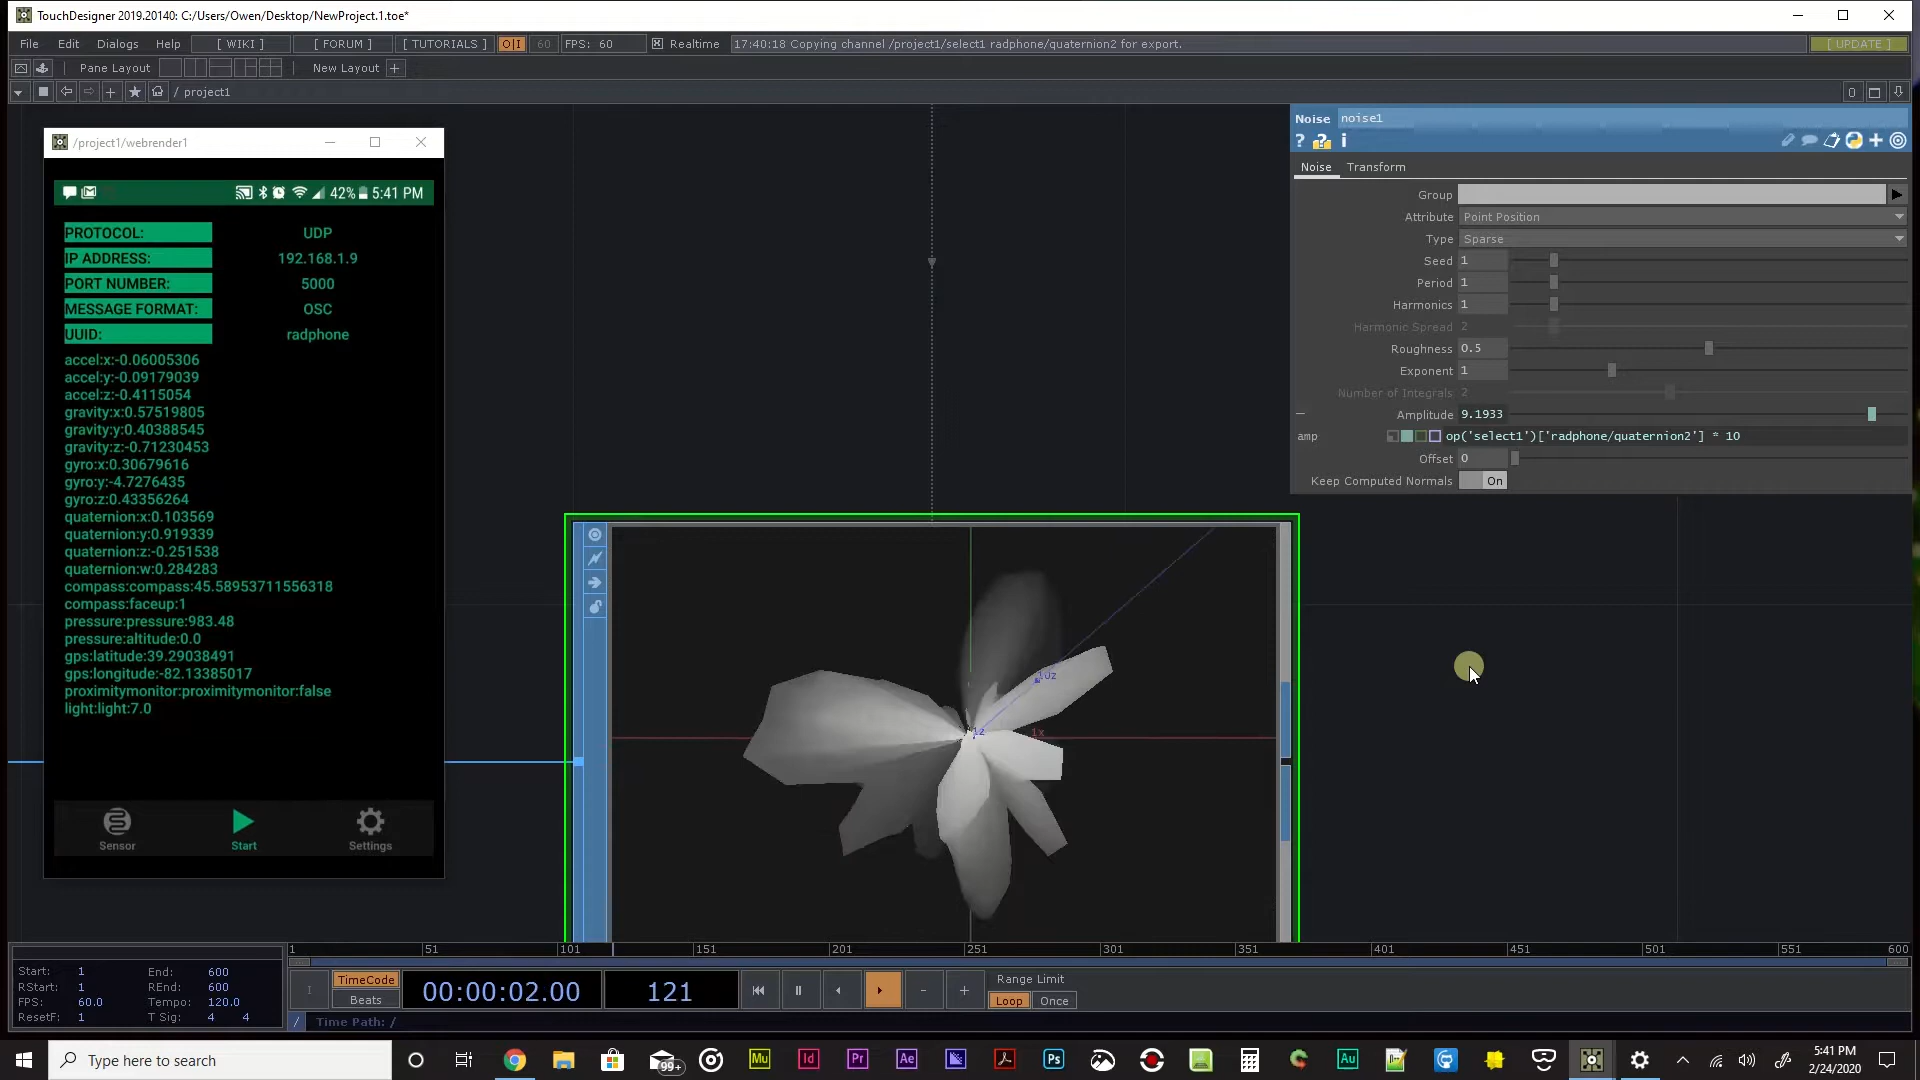 TouchDesigner 2019.20140: C:/Users/Owen/Desktop/NewProject.1.toe*
File Edit Dialogs Help [ WIKI ] [ FORUM ] [ TUTORIALS ] O|I 60 FPS: 60 Realtime 17:40:18 Copying channel /project1/select1 radphone/quaternion2 for export. [ UPDATE ]
Pane Layout New Layout +
/ project1
0
/project1/webrender1
42% 5:41 PM
PROTOCOL: UDP
IP ADDRESS: 192.168.1.9
PORT NUMBER: 5000
MESSAGE FORMAT: OSC
UUID: radphone
accel:x:-0.06005306
accel:y:-0.09179039
accel:z:-0.4115054
gravity:x:0.57519805
gravity:y:0.40388545
gravity:z:-0.71230453
gyro:x:0.30679616
gyro:y:-4.7276435
gyro:z:0.43356264
quaternion:x:0.103569
quaternion:y:0.919339
quaternion:z:-0.251538
quaternion:w:0.284283
compass:compass:45.58953711556318
compass:faceup:1
pressure:pressure:983.48
pressure:altitude:0.0
gps:latitude:39.29038491
gps:longitude:-82.13385017
proximitymonitor:proximitymonitor:false
light:light:7.0
Sensor Start Settings
Noise noise1
? ? i
Noise Transform
Group
Attribute Point Position
Type Sparse
Seed 1
Period 1
Harmonics 1
Harmonic Spread 2
Roughness 0.5
Exponent 1
Number of Integrals 2
Amplitude 9.1933
amp op('select1')['radphone/quaternion2'] * 10
Offset 0
Keep Computed Normals On
10z
1z 1x
1 51 101 151 201 251 301 351 401 451 501 551 600
Start: 1 End: 600
RStart: 1 REnd: 600
FPS: 60.0 Tempo: 120.0
ResetF: 1 T Sig: 4 4
TimeCode
Beats
00:00:02.00 121
- +
Range Limit
Loop Once
/ Time Path: /
Type here to search
99+ Mu Id Pr Ae Ps Au
5:41 PM
2/24/2020